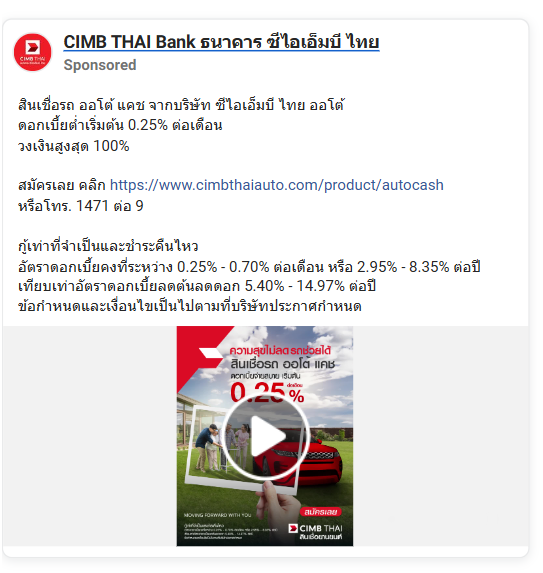 CIMB THAI Bank ธนาคาร ซีไอเอ็มบี ไทย
CIMB THAI
Sponsored
สินเชื่อรถ ออโต้ แคช จากบริษัท ซีไอเอ็มบี ไทย ออโต้
ดอกเบี้ยต่ำเริ่มต้น 0.25% ต่อเดือน
วงเงินสูงสุด 100%
สมัครเลย คลิก https://www.cimbthaiauto.com/product/autocash
หรือโทร. 1471 ต่อ 9
กู้เท่าที่จำเป็นและชำระคืนไหว
อัตราดอกเบี้ยคงที่ระหว่าง 0.25% - 0.70% ต่อเดือน หรือ 2.95% - 8.35% ต่อปี
เทียบเท่าอัตราดอกเบี้ยลดต้นลดดอก 5.40% - 14.97% ต่อปี
ข้อกำหนดและเงื่อนไขเป็นไปตามที่บริษัทประกาศกำหนด
ความสุขไม่ลด รถช่วยได้
สินเชื่อรถ ออโต้ แคช
ดอกเบี้ยจ่ายสบาย เริ่มต้น
0.25% ต่อเดือน
สมัครเลย
MOVING FORWARD WITH YOU
CIMB THAI
สินเชื่อยานยนต์